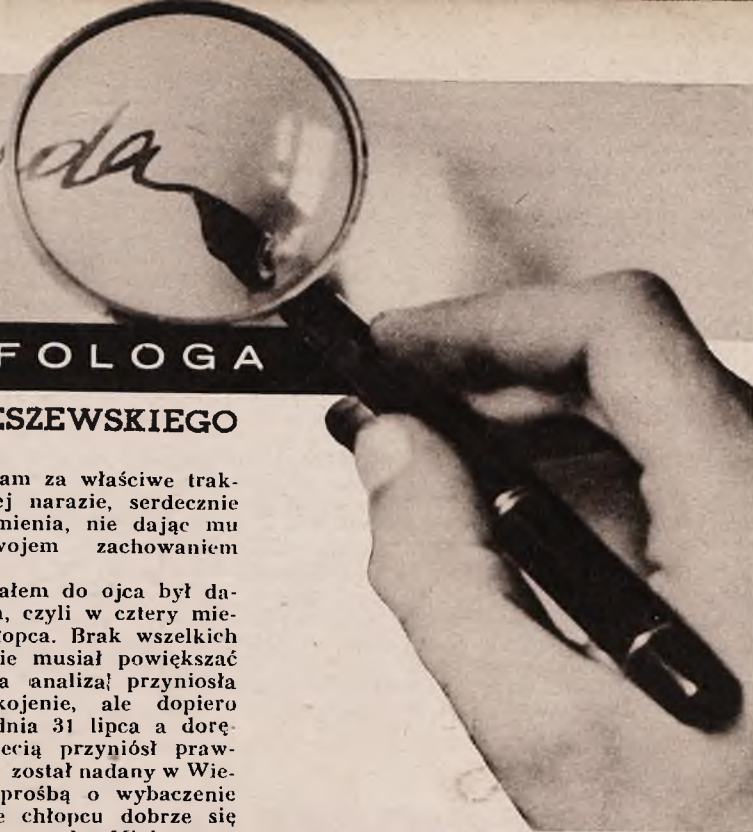 da
FOLOGA
ESZEWSKIEGO
am za właściwe trak-
ej narazie, serdecznie
mienia, nie dając mu
wojem zachowaniem
ałem do ojca był da-
, czyli w cztery mie-
opca. Brak wszelkich
ie musiał powiększać
a analiza przyniosła
kojenie, ale dopiero
dnia 31 lipca a dorę-
ecią przyniósł praw-
został nadany w Wie-
prośbą o wybaczenie
e chłopcu dobrze się